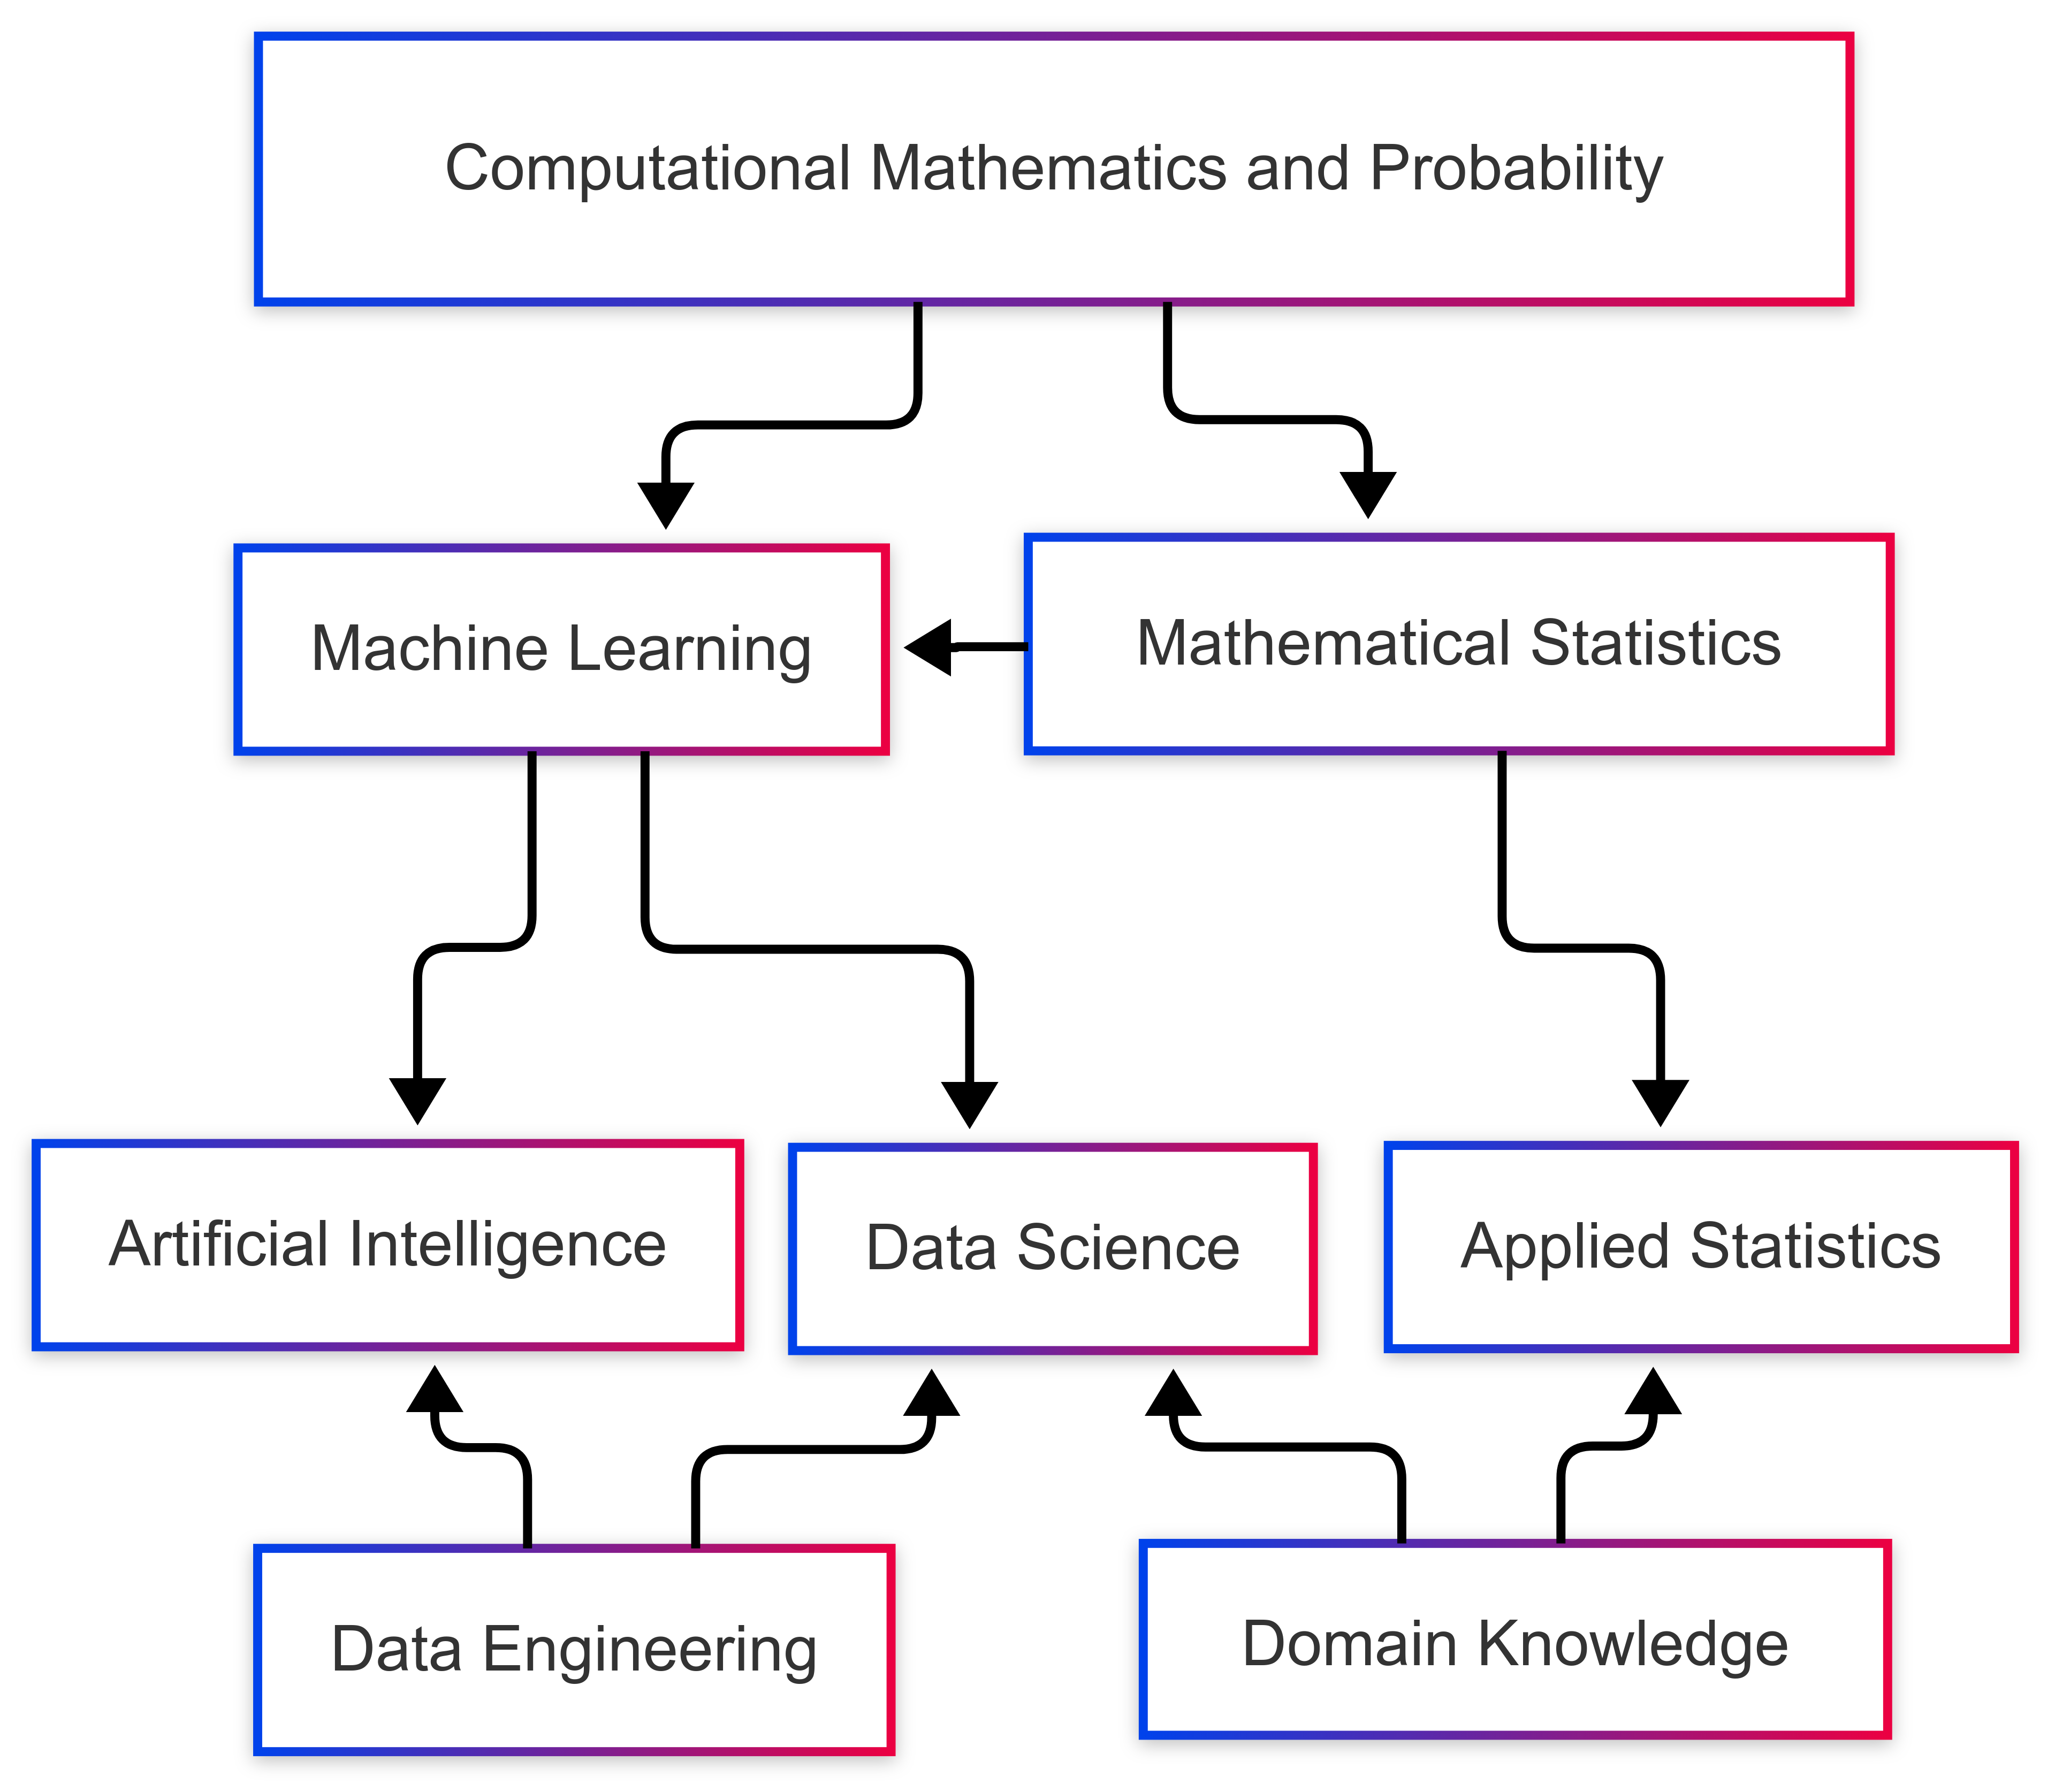 Computational Mathematics and Probability
Machine Learning
Mathematical Statistics
Artificial Intelligence
Data Science
Applied Statistics
Data Engineering
Domain Knowledge